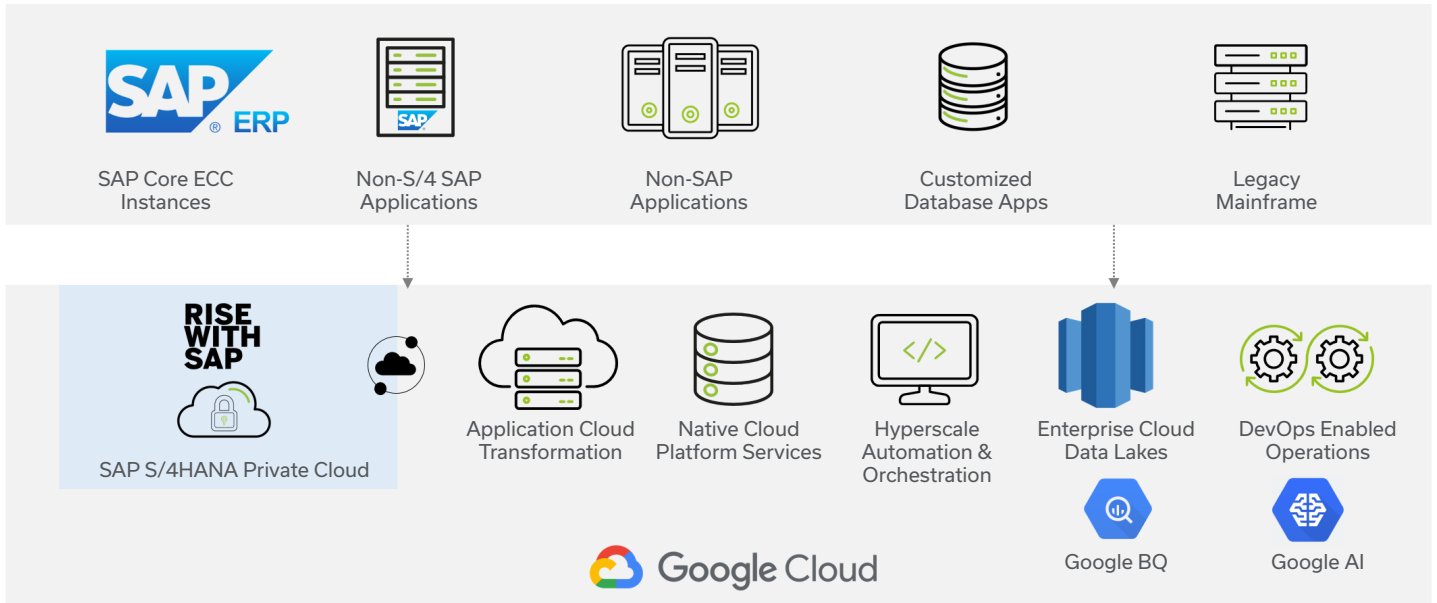 SAP
® ERP
SAP
SAP Core ECC
Instances
Non-S/4 SAP
Applications
Non-SAP
Applications
Customized
Database Apps
Legacy
Mainframe
RISE
WITH
SAP
SAP S/4HANA Private Cloud
</>
Application Cloud
Transformation
Native Cloud
Platform Services
Hyperscale
Automation &
Orchestration
Enterprise Cloud
Data Lakes
DevOps Enabled
Operations
Google BQ
Google AI
Google Cloud